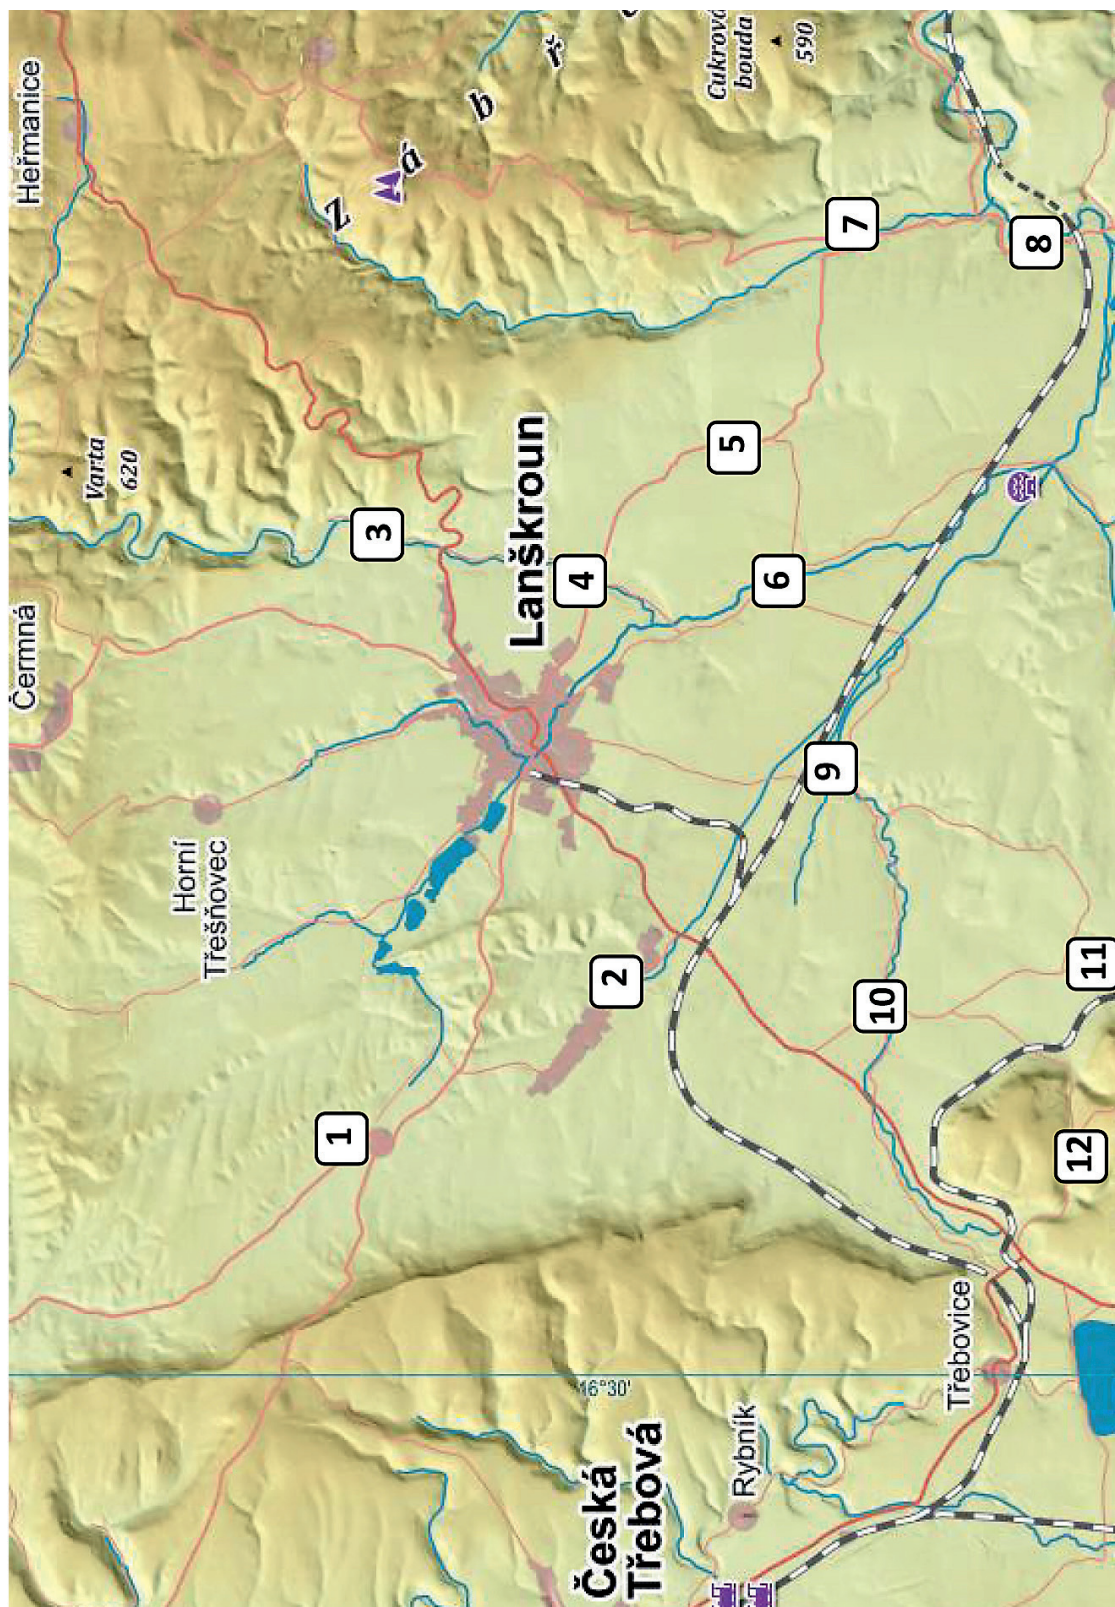 Čermná
Heřmanice
Varta
620
Horní
Třešňovec
1
3
Z á b ř
Lanškroun
4
Česká
Třebová
16°30'
2
Cukrová
bouda
590
5
Rybník
6
9
7
10
Třebovice
8
12
11